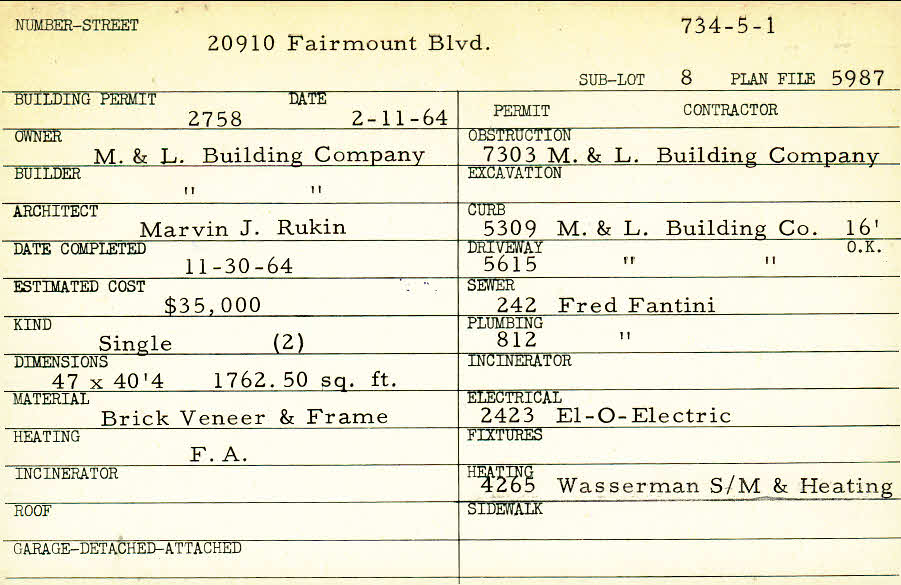 NUMBER-STREET 734-5-1
20910 Fairmount Blvd.
SUB-LOT 8 PLAN FILE 5987
BUILDING PERMIT DATE
2758 2-11-64
PERMIT CONTRACTOR
OWNER
M. & L. Building Company
OBSTRUCTION
7303 M. & L. Building Company
BUILDER
" "
EXCAVATION
ARCHITECT
Marvin J. Rukin
CURB
5309 M. & L. Building Co. 16'
DATE COMPLETED
11-30-64
DRIVEWAY O.K.
5615 " "
ESTIMATED COST
$35,000
SEWER
242 Fred Fantini
KIND
Single (2)
PLUMBING
812 "
DIMENSIONS
47 x 40'4 1762.50 sq. ft.
INCINERATOR
MATERIAL
Brick Veneer & Frame
ELECTRICAL
2423 El-O-Electric
HEATING
F. A.
FIXTURES
INCINERATOR
HEATING
4265 Wasserman S/M & Heating
ROOF
SIDEWALK
GARAGE-DETACHED-ATTACHED